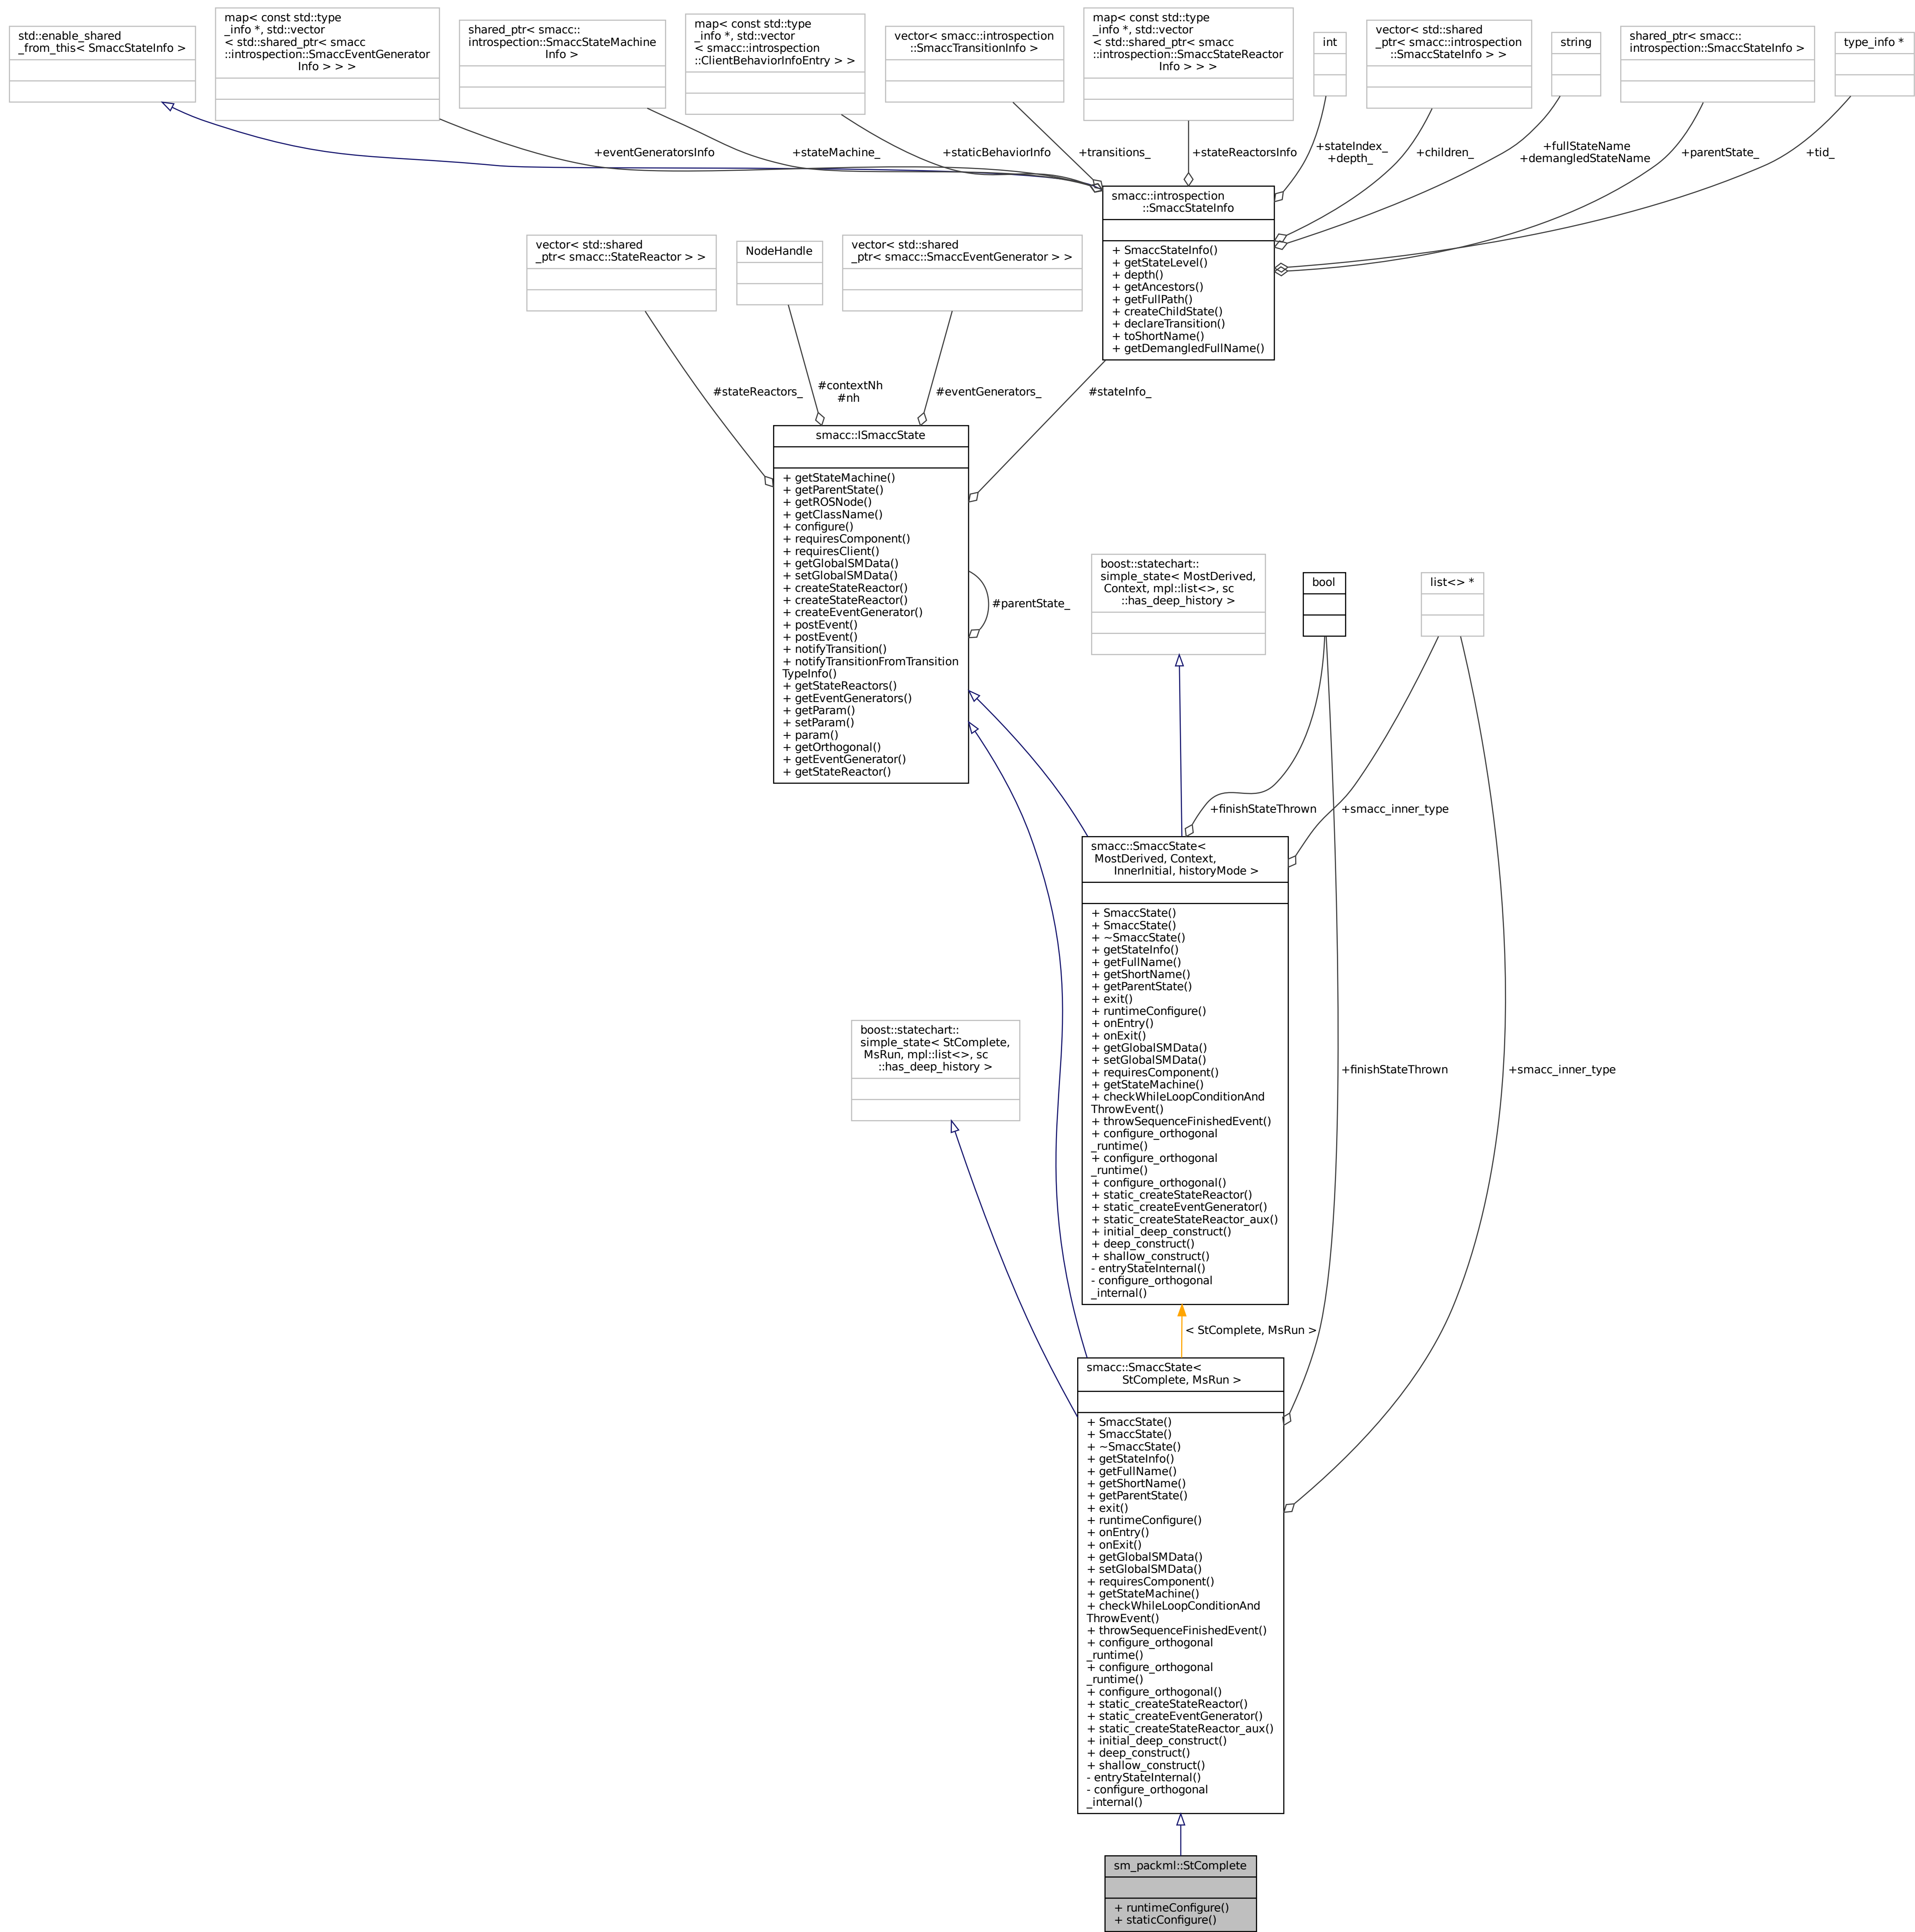 std::enable_shared
_from_this< SmaccStateInfo >
map< const std::type
_info *, std::vector
< std::shared_ptr< smacc
::introspection::SmaccEventGenerator
Info > > >
shared_ptr< smacc::
introspection::SmaccStateMachine
Info >
map< const std::type
_info *, std::vector
< smacc::introspection
::ClientBehaviorInfoEntry > >
vector< smacc::introspection
::SmaccTransitionInfo >
map< const std::type
_info *, std::vector
< std::shared_ptr< smacc
::introspection::SmaccStateReactor
Info > > >
int
vector< std::shared
_ptr< smacc::introspection
::SmaccStateInfo > >
string
shared_ptr< smacc::
introspection::SmaccStateInfo >
type_info *
+eventGeneratorsInfo
+stateMachine_
+staticBehaviorInfo
+transitions_
+stateReactorsInfo
+stateIndex_
+depth_
+children_
+fullStateName
+demangledStateName
+parentState_
+tid_
smacc::introspection
::SmaccStateInfo
+ SmaccStateInfo()
+ getStateLevel()
+ depth()
+ getAncestors()
+ getFullPath()
+ createChildState()
+ declareTransition()
+ toShortName()
+ getDemangledFullName()
vector< std::shared
_ptr< smacc::StateReactor > >
NodeHandle
vector< std::shared
_ptr< smacc::SmaccEventGenerator > >
#stateReactors_
#contextNh
#nh
#eventGenerators_
#stateInfo_
smacc::ISmaccState
+ getStateMachine()
+ getParentState()
+ getROSNode()
+ getClassName()
+ configure()
+ requiresComponent()
+ requiresClient()
+ getGlobalSMData()
+ setGlobalSMData()
+ createStateReactor()
+ createStateReactor()
+ createEventGenerator()
+ postEvent()
+ postEvent()
+ notifyTransition()
+ notifyTransitionFromTransition
TypeInfo()
+ getStateReactors()
+ getEventGenerators()
+ getParam()
+ setParam()
+ param()
+ getOrthogonal()
+ getEventGenerator()
+ getStateReactor()
#parentState_
boost::statechart::
simple_state< MostDerived,
Context, mpl::list<>, sc
::has_deep_history >
bool
list<> *
+finishStateThrown
+smacc_inner_type
smacc::SmaccState<
MostDerived, Context,
InnerInitial, historyMode >
+ SmaccState()
+ SmaccState()
+ ~SmaccState()
+ getStateInfo()
+ getFullName()
+ getShortName()
+ getParentState()
+ exit()
+ runtimeConfigure()
+ onEntry()
+ onExit()
+ getGlobalSMData()
+ setGlobalSMData()
+ requiresComponent()
+ getStateMachine()
+ checkWhileLoopConditionAnd
ThrowEvent()
+ throwSequenceFinishedEvent()
+ configure_orthogonal
_runtime()
+ configure_orthogonal
_runtime()
+ configure_orthogonal()
+ static_createStateReactor()
+ static_createEventGenerator()
+ static_createStateReactor_aux()
+ initial_deep_construct()
+ deep_construct()
+ shallow_construct()
- entryStateInternal()
- configure_orthogonal
_internal()
boost::statechart::
simple_state< StComplete,
MsRun, mpl::list<>, sc
::has_deep_history >
+finishStateThrown
+smacc_inner_type
< StComplete, MsRun >
smacc::SmaccState<
StComplete, MsRun >
+ SmaccState()
+ SmaccState()
+ ~SmaccState()
+ getStateInfo()
+ getFullName()
+ getShortName()
+ getParentState()
+ exit()
+ runtimeConfigure()
+ onEntry()
+ onExit()
+ getGlobalSMData()
+ setGlobalSMData()
+ requiresComponent()
+ getStateMachine()
+ checkWhileLoopConditionAnd
ThrowEvent()
+ throwSequenceFinishedEvent()
+ configure_orthogonal
_runtime()
+ configure_orthogonal
_runtime()
+ configure_orthogonal()
+ static_createStateReactor()
+ static_createEventGenerator()
+ static_createStateReactor_aux()
+ initial_deep_construct()
+ deep_construct()
+ shallow_construct()
- entryStateInternal()
- configure_orthogonal
_internal()
sm_packml::StComplete
+ runtimeConfigure()
+ staticConfigure()